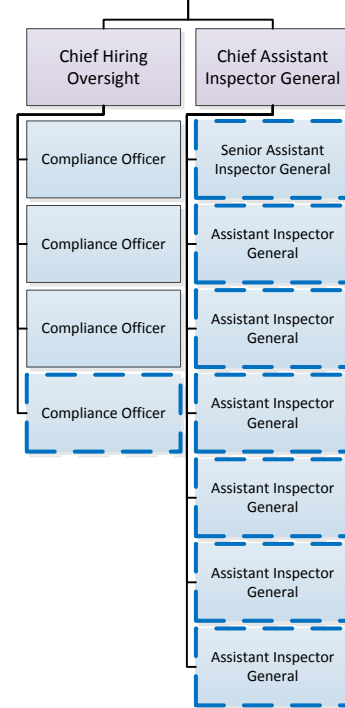 Chief Hiring
Oversight
Compliance Officer
Compliance Officer
Compliance Officer
Compliance Officer
Chief Assistant
Inspector General
Senior Assistant
Inspector General
Assistant Inspector
General
Assistant Inspector
General
Assistant Inspector
General
Assistant Inspector
General
Assistant Inspector
General
Assistant Inspector
General